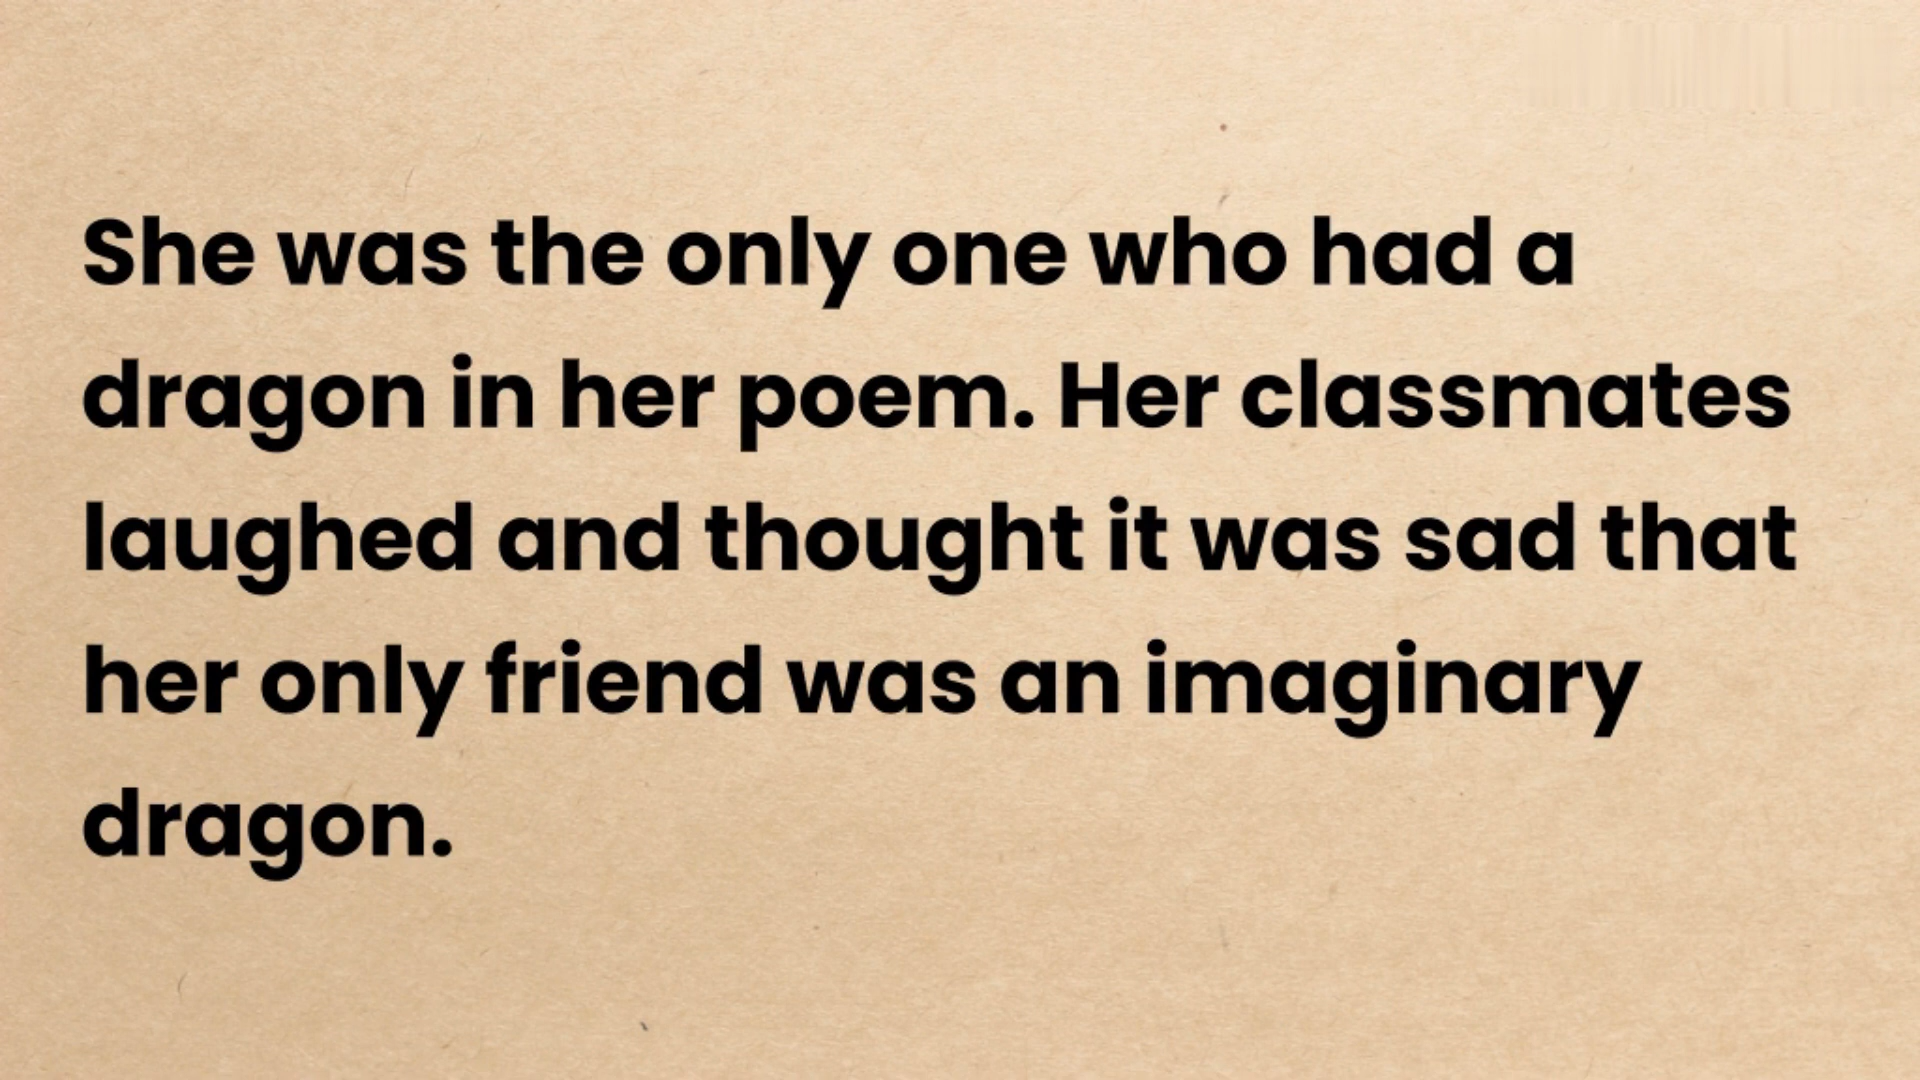 She was the only one who had a
dragon in her poem. Her classmates
laughed and thought it was sad that
her only friend was an imaginary
dragon.